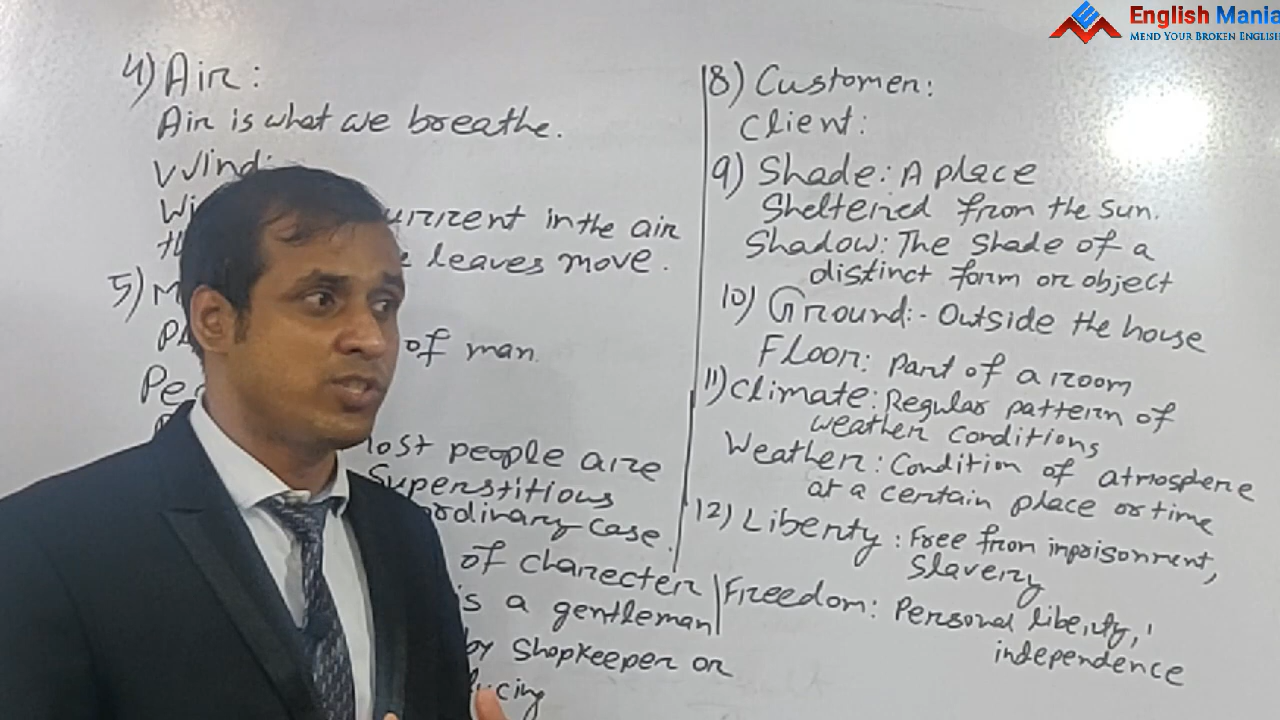 English Mania
MEND YOUR BROKEN ENGLISH
4) Air:
Air is what we breathe.
Wind:
in the air
leaves move.
5)
of man.
people are
Superstitious
case.
of charecter
is a gentleman
by Shopkeeper or
8) Customer:
Client:
9) Shade: A place
Sheltered from the sun.
Shadow: The shade of a
distinct form or object
10) Ground:- Outside the house
Floor: Part of a room
11) Climate: Regular pattern of
weather conditions
Weather: Condition of atmosphere
at a certain place or time
12) Liberty: Free from inprisonment,
Slavery
Freedom: Personal liberty,
independence